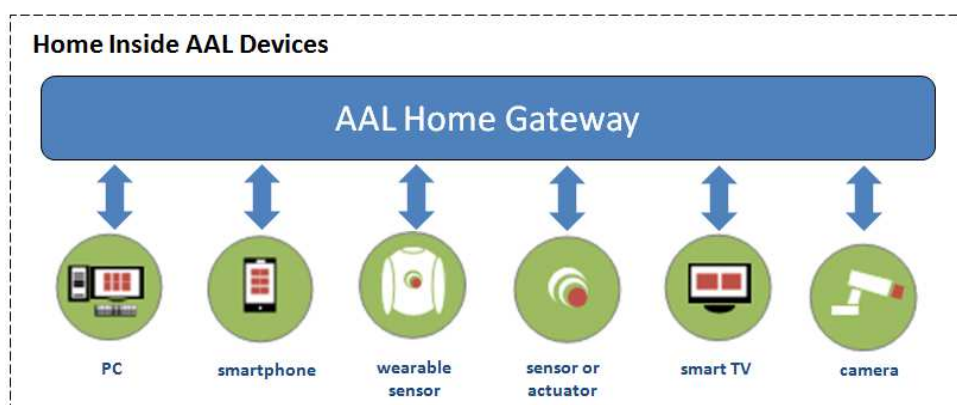 Home Inside AAL Devices
AAL Home Gateway
PC
smartphone
wearable
sensor
sensor or
actuator
smart TV
camera